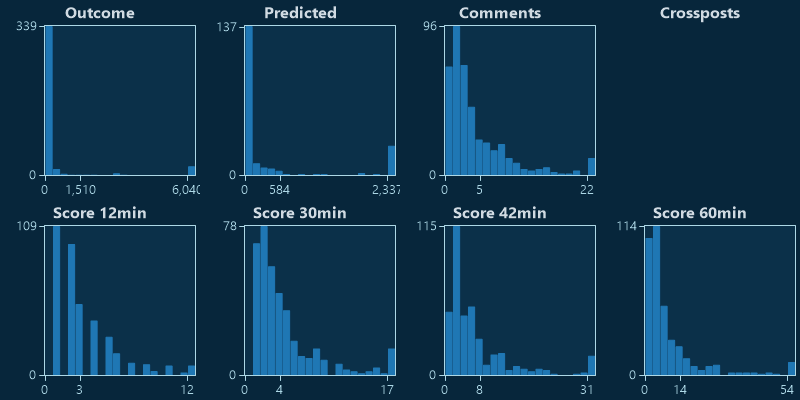 Outcome Predicted Comments Crossposts
339 137 96
0 0 0
0 1,510 6,040 0 584 2,337 0 5 22
Score 12min Score 30min Score 42min Score 60min
109 78 115 114
0 0 0 0
0 3 12 0 4 17 0 8 31 0 14 54